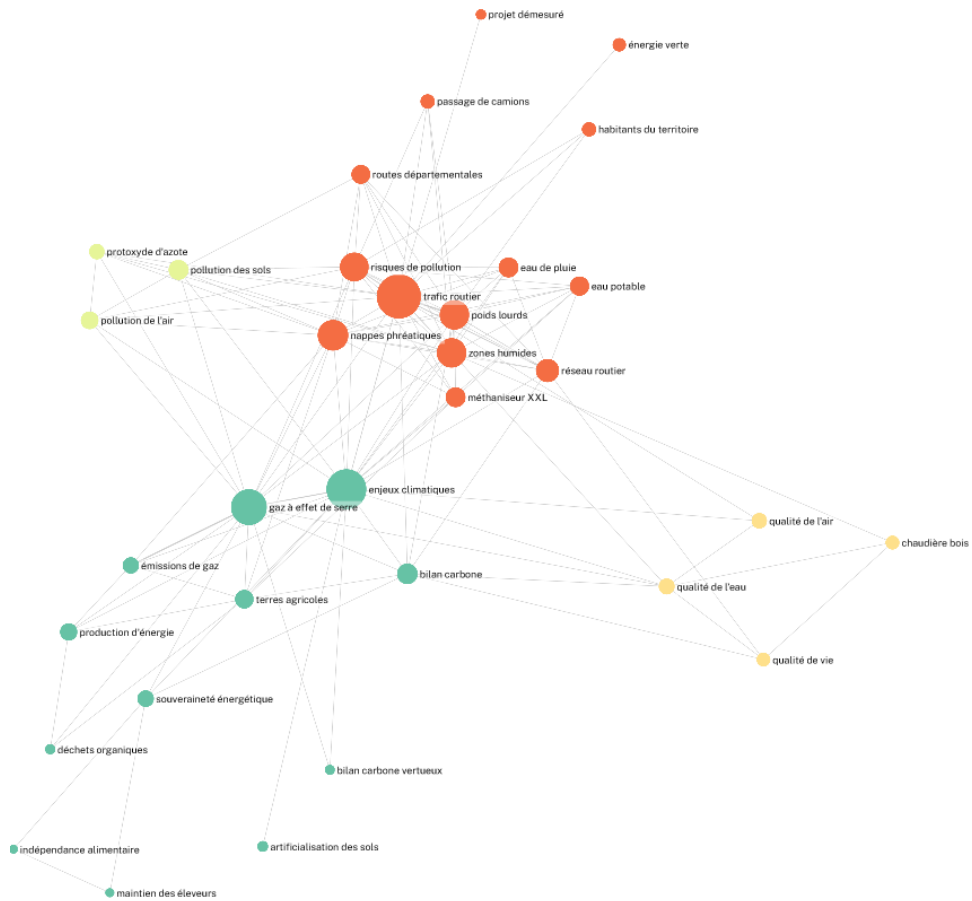 projet démesuré
énergie verte
passage de camions
habitants du territoire
routes départementales
protoxyde d'azote
pollution des sols
risques de pollution
eau de pluie
eau potable
trafic routier
poids lourds
pollution de l'air
nappes phréatiques
zones humides
réseau routier
méthaniseur XXL
enjeux climatiques
gaz à effet de serre
qualité de l'air
chaudière bois
émissions de gaz
bilan carbone
qualité de l'eau
terres agricoles
production d'énergie
qualité de vie
souveraineté énergétique
déchets organiques
bilan carbone vertueux
artificialisation des sols
indépendance alimentaire
maintien des éleveurs